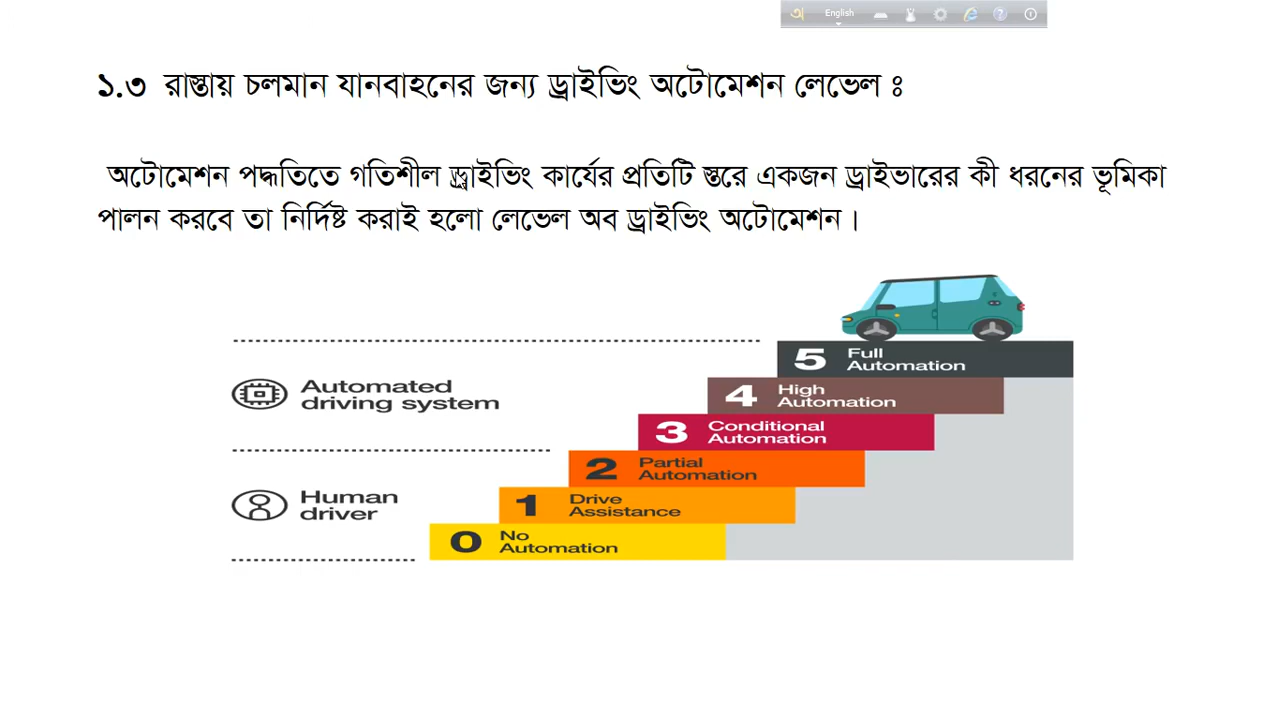 English
১.৩ রাস্তায় চলমান যানবাহনের জন্য ড্রাইভিং অটোমেশন লেভেল ঃ
অটোমেশন পদ্ধতিতে গতিশীল ড্রাইভিং কার্যের প্রতিটি স্তরে একজন ড্রাইভারের কী ধরনের ভূমিকা
পালন করবে তা নির্দিষ্ট করাই হলো লেভেল অব ড্রাইভিং অটোমেশন।
5 Full
Automation
Automated
driving system
4 High
Automation
3 Conditional
Automation
2 Partial
Automation
Human
driver
1 Drive
Assistance
0 No
Automation